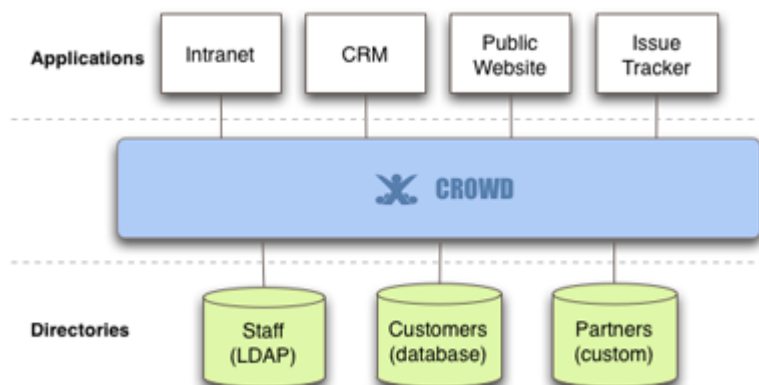 Applications
Intranet
CRM
Public
Website
Issue
Tracker
CROWD
Directories
Staff
(LDAP)
Customers
(database)
Partners
(custom)